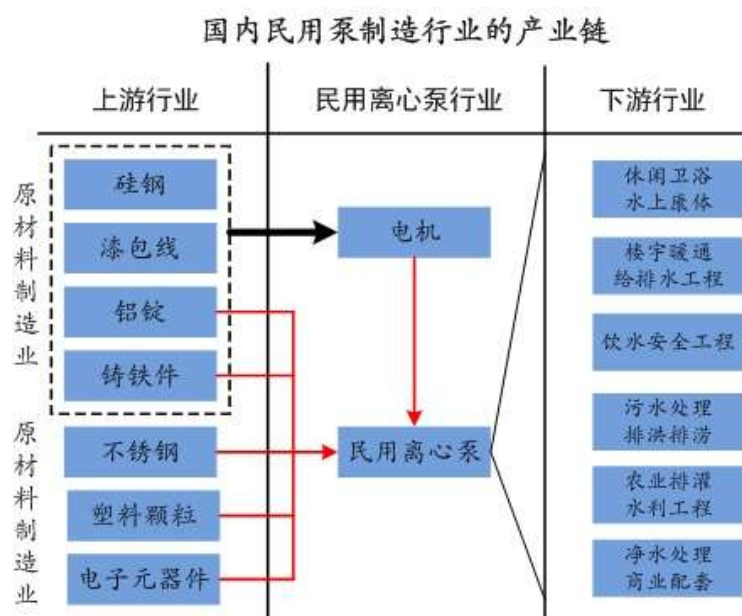 国内民用泵制造行业的产业链
上游行业
民用离心泵行业
下游行业
原材料制造业
硅钢
漆包线
铝锭
铸铁件
原材料制造业
不锈钢
塑料颗粒
电子元器件
电机
民用离心泵
休闲卫浴
水上康体
楼宇暖通
给排水工程
饮水安全工程
污水处理
排洪排涝
农业排灌
水利工程
净水处理
商业配套